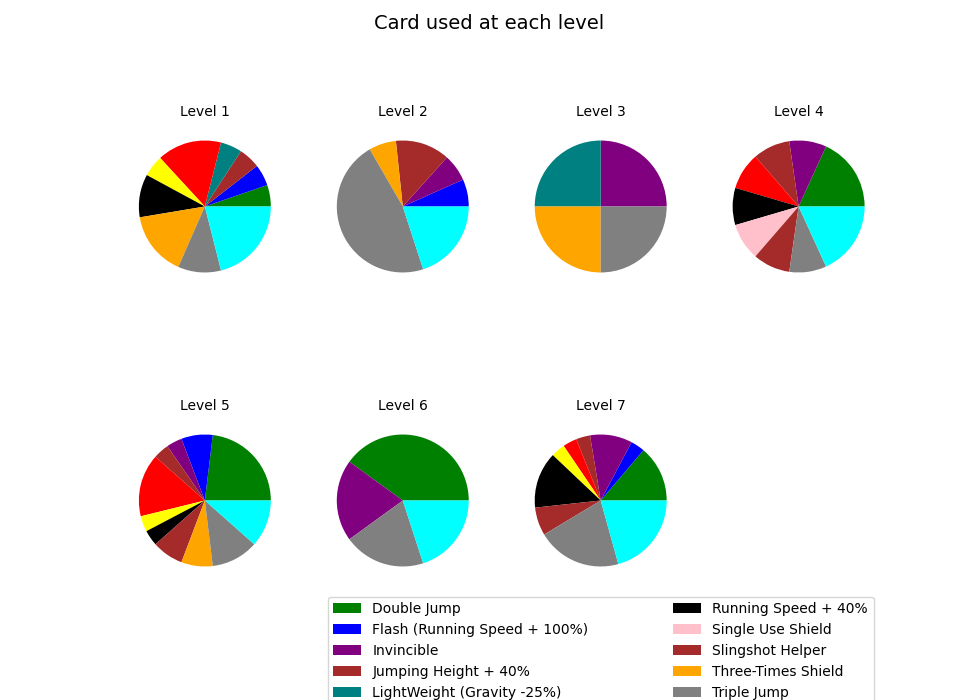 Card used at each level
Level 1
Level 2
Level 3
Level 4
Level 5
Level 6
Level 7
Double Jump
Flash (Running Speed + 100%)
Invincible
Jumping Height + 40%
LightWeight (Gravity -25%)
Running Speed + 40%
Single Use Shield
Slingshot Helper
Three-Times Shield
Triple Jump